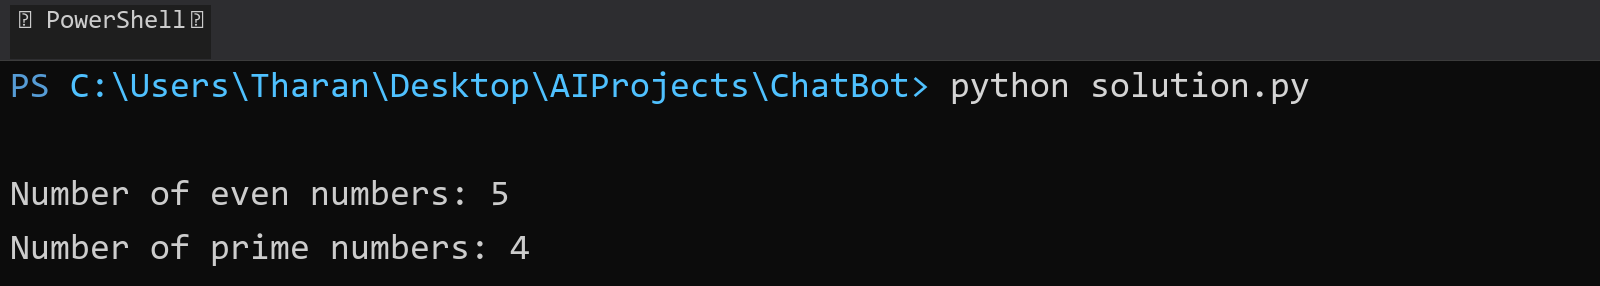 PowerShell
PS C:\Users\Tharan\Desktop\AIProjects\ChatBot> python solution.py
Number of even numbers: 5
Number of prime numbers: 4